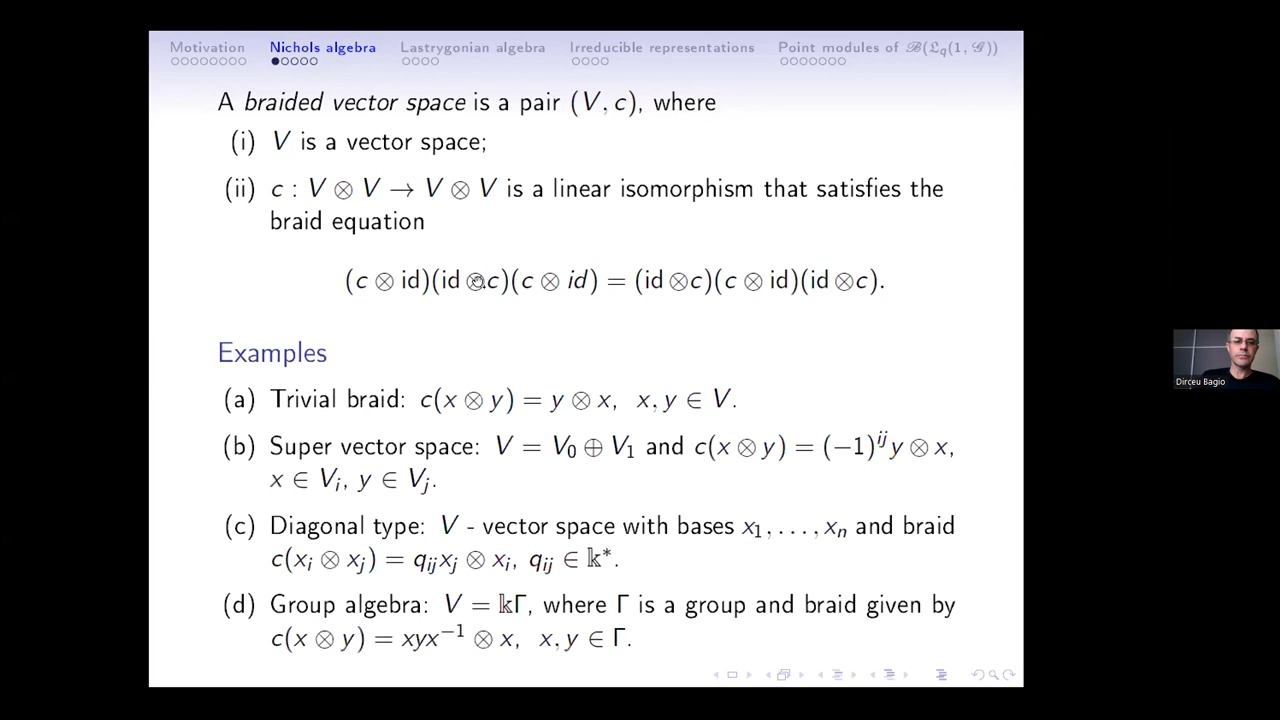 Motivation Nichols algebra Lastrygonian algebra Irreducible representations Point modules of ℬ(𝔏q(1, 𝒢))
A braided vector space is a pair (V, c), where
(i) V is a vector space;
(ii) c : V ⊗ V → V ⊗ V is a linear isomorphism that satisfies the
braid equation
(c ⊗ id)(id ⊗c)(c ⊗ id) = (id ⊗c)(c ⊗ id)(id ⊗c).
Examples
(a) Trivial braid: c(x ⊗ y) = y ⊗ x, x, y ∈ V.
(b) Super vector space: V = V₀ ⊕ V₁ and c(x ⊗ y) = (−1)^{ij} y ⊗ x,
x ∈ V_i, y ∈ V_j.
(c) Diagonal type: V - vector space with bases x₁, . . . , x_n and braid
c(x_i ⊗ x_j) = q_{ij}x_j ⊗ x_i, q_{ij} ∈ 𝕜*.
(d) Group algebra: V = 𝕜Γ, where Γ is a group and braid given by
c(x ⊗ y) = xyx⁻¹ ⊗ x, x, y ∈ Γ.
Dirceu Bagio